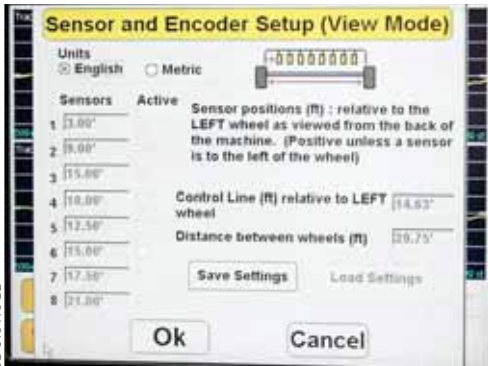 Sensor and Encoder Setup (View Mode)
Units
English Metric
Sensors Active
Sensor positions (ft) : relative to the
LEFT wheel as viewed from the back of
the machine. (Positive unless a sensor
is to the left of the wheel)
1 3.00'
2 9.00'
3 15.00'
4 10.00'
5 12.50'
6 15.00'
7 17.50'
8 21.00'
Control Line (ft) relative to LEFT 14.63'
wheel
Distance between wheels (ft)
Save Settings Load Settings
Ok Cancel